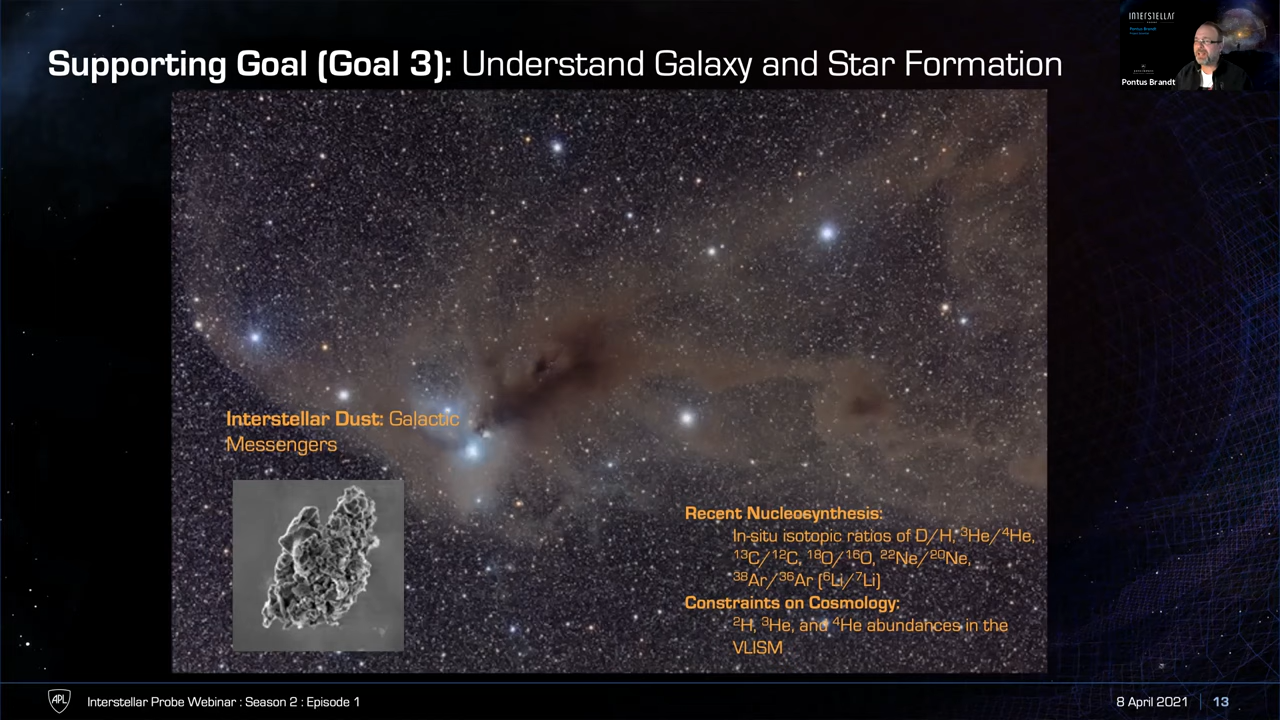 Supporting Goal (Goal 3): Understand Galaxy and Star Formation
INTERSTELLAR
Pontus Brandt
Pontus Brandt
Interstellar Dust: Galactic
Messengers
Recent Nucleosynthesis:
In-situ isotopic ratios of D/H, ³He/⁴He,
¹³C/¹²C, ¹⁸O/¹⁶O, ²²Ne/²⁰Ne,
³⁸Ar/³⁶Ar (⁶Li/⁷Li)
Constraints on Cosmology:
²H, ³He, and ⁴He abundances in the
VLISM
APL
Interstellar Probe Webinar : Season 2 : Episode 1
8 April 2021 | 13